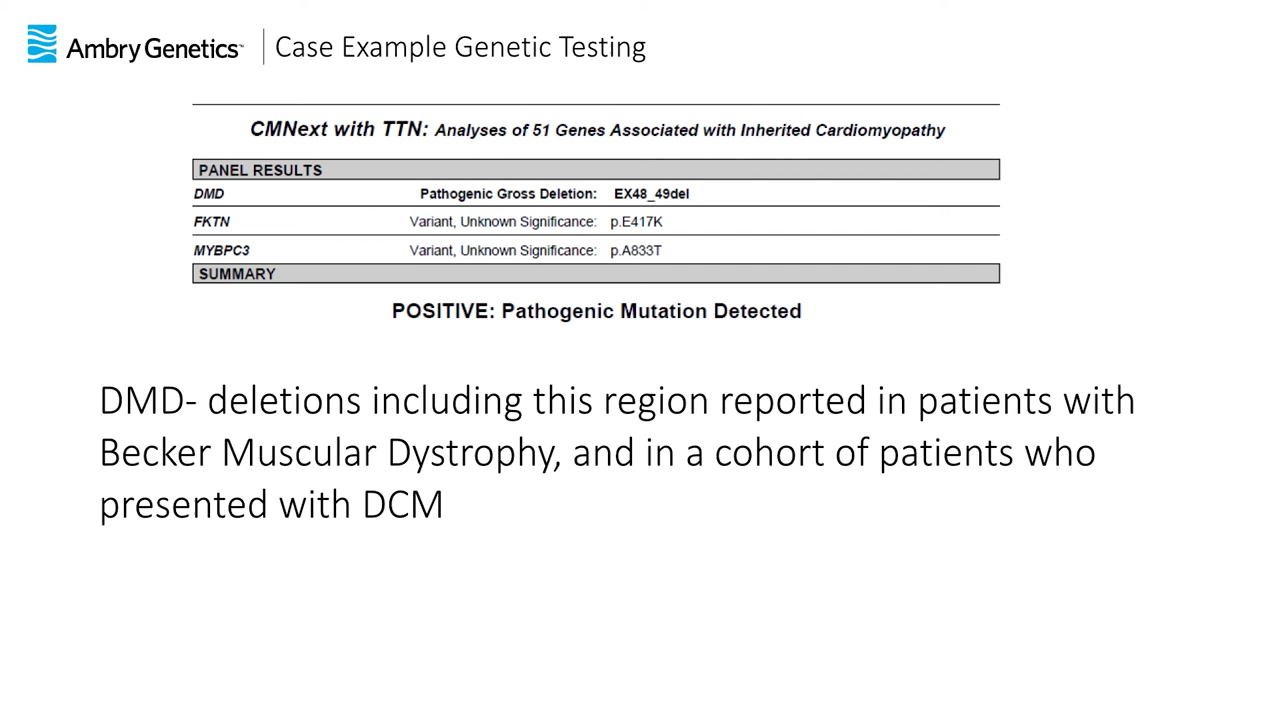 Ambry Genetics™ Case Example Genetic Testing
CMNext with TTN: Analyses of 51 Genes Associated with Inherited Cardiomyopathy
PANEL RESULTS
DMD Pathogenic Gross Deletion: EX48_49del
FKTN Variant, Unknown Significance: p.E417K
MYBPC3 Variant, Unknown Significance: p.A833T
SUMMARY
POSITIVE: Pathogenic Mutation Detected
DMD- deletions including this region reported in patients with
Becker Muscular Dystrophy, and in a cohort of patients who
presented with DCM